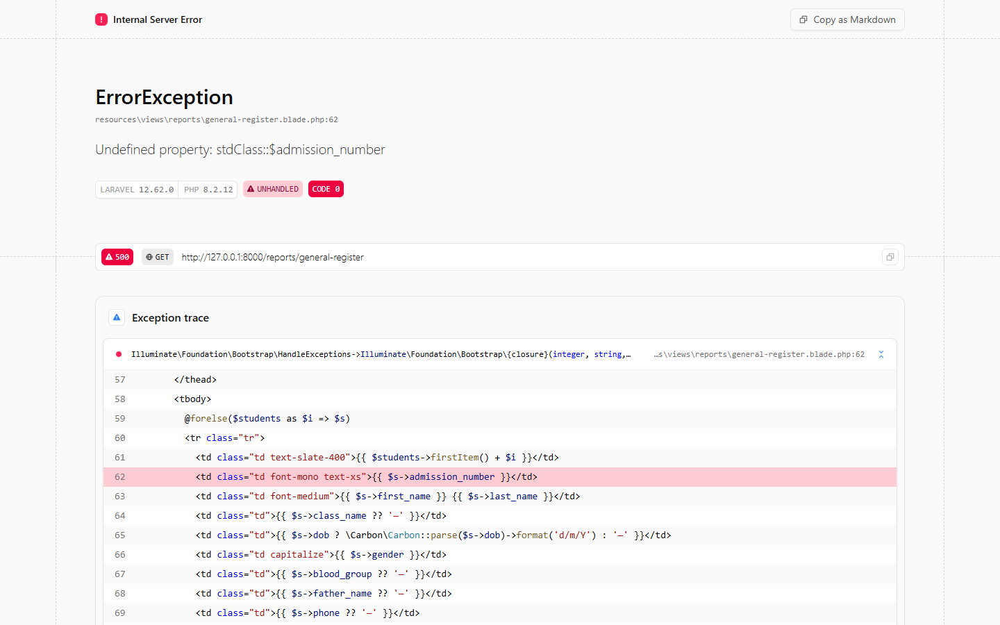 ! Internal Server Error
Copy as Markdown
ErrorException
resources\views\reports\general-register.blade.php:62
Undefined property: stdClass::$admission_number
LARAVEL 12.62.0 PHP 8.2.12 UNHANDLED CODE 0
500 GET http://127.0.0.1:8000/reports/general-register
Exception trace
Illuminate\Foundation\Bootstrap\HandleExceptions->Illuminate\Foundation\Bootstrap\{closure}(integer, string,… …s\views\reports\general-register.blade.php:62
57 </thead>
58 <tbody>
59 @forelse($students as $i => $s)
60 <tr class="tr">
61 <td class="td text-slate-400">{{ $students->firstItem() + $i }}</td>
62 <td class="td font-mono text-xs">{{ $s->admission_number }}</td>
63 <td class="td font-medium">{{ $s->first_name }} {{ $s->last_name }}</td>
64 <td class="td">{{ $s->class_name ?? '—' }}</td>
65 <td class="td">{{ $s->dob ? \Carbon\Carbon::parse($s->dob)->format('d/m/Y') : '—' }}</td>
66 <td class="td capitalize">{{ $s->gender }}</td>
67 <td class="td">{{ $s->blood_group ?? '—' }}</td>
68 <td class="td">{{ $s->father_name ?? '—' }}</td>
69 <td class="td">{{ $s->phone ?? '—' }}</td>